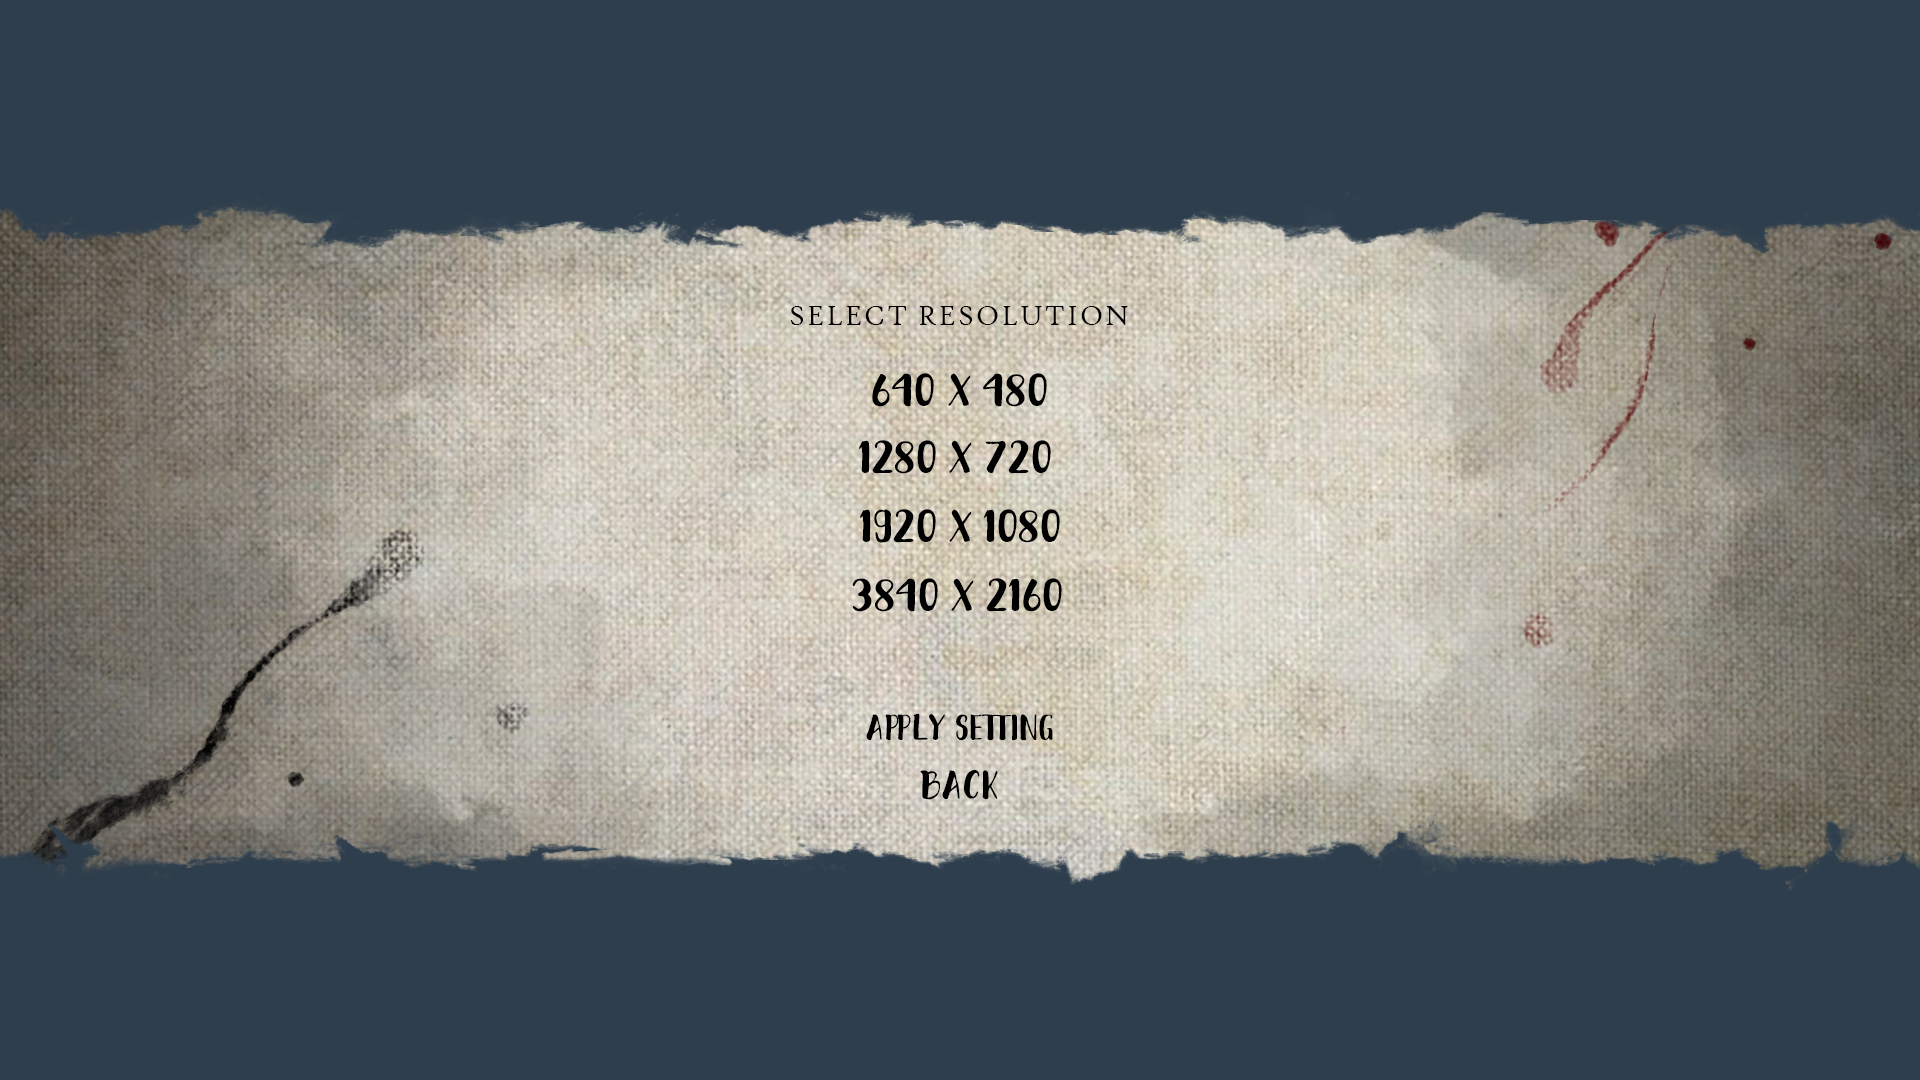 SELECT RESOLUTION
640 X 480
1280 X 720
1920 X 1080
3840 X 2160
APPLY SETTING
BACK